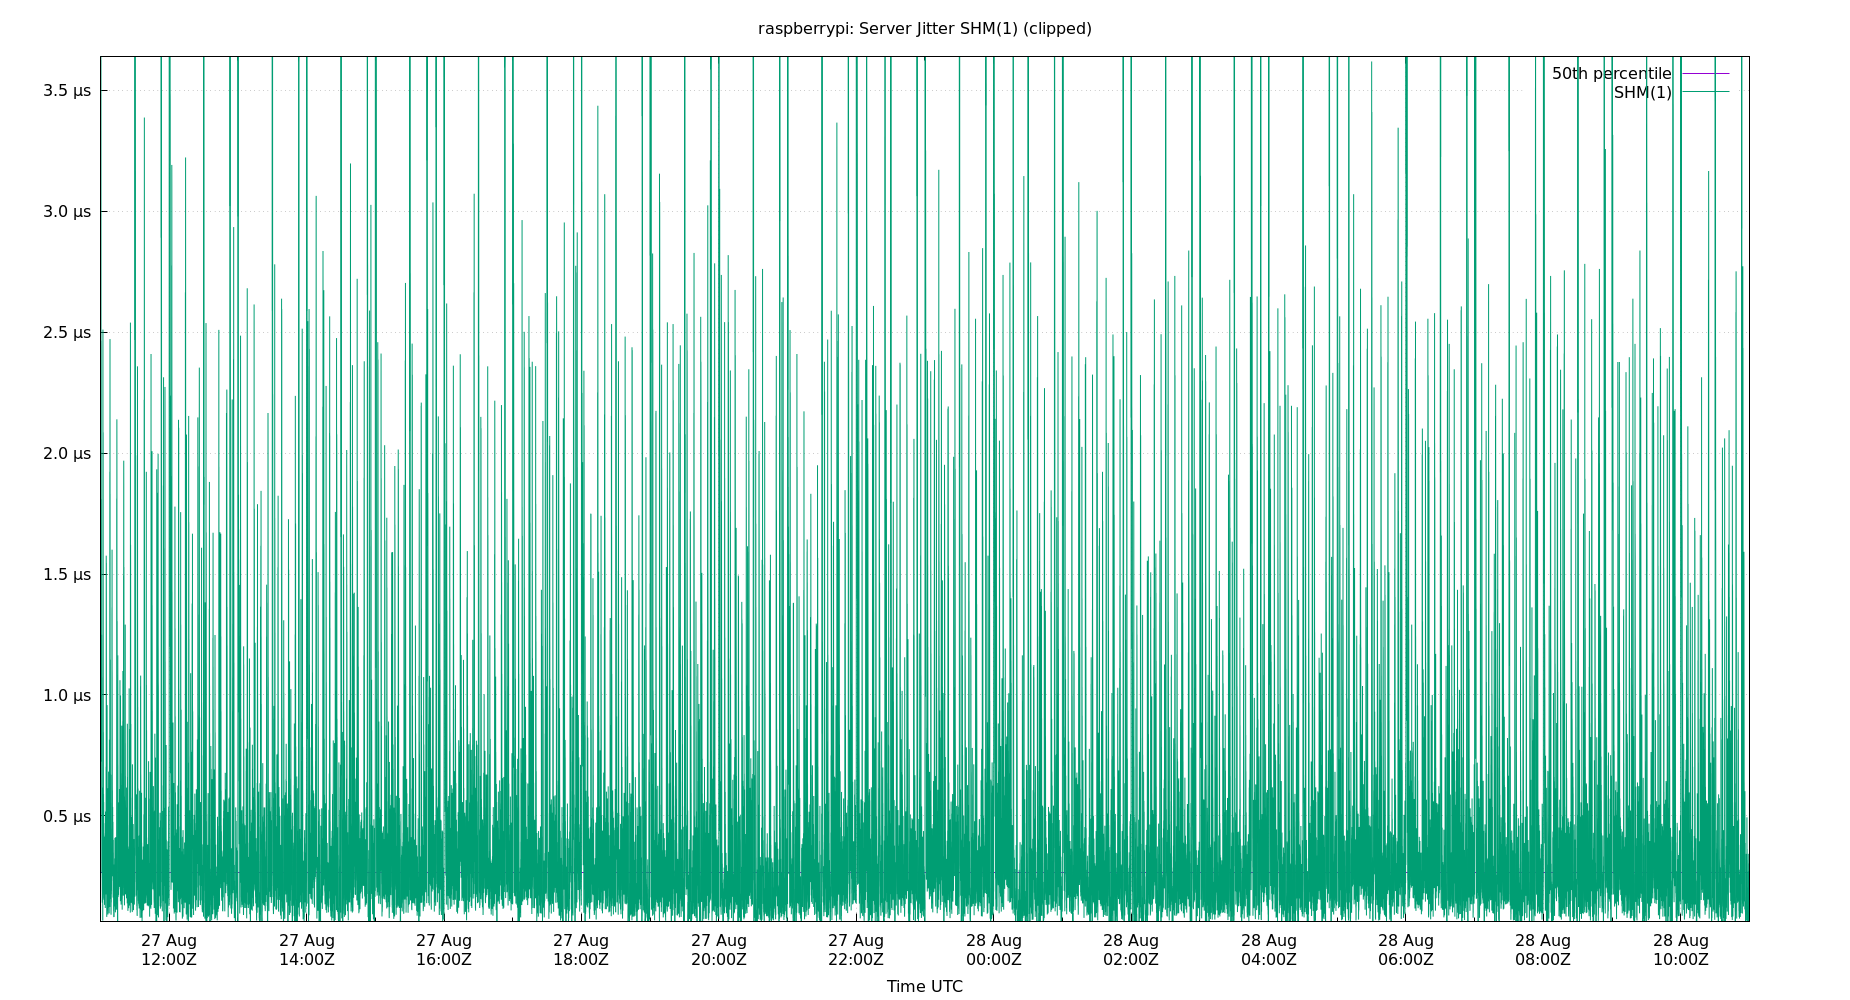 raspberrypi: Server Jitter SHM(1) (clipped)
50th percentile
SHM(1)
3.5 µs
3.0 µs
2.5 µs
2.0 µs
1.5 µs
1.0 µs
0.5 µs
27 Aug 27 Aug 27 Aug 27 Aug 27 Aug 27 Aug 28 Aug 28 Aug 28 Aug 28 Aug 28 Aug 28 Aug
12:00Z 14:00Z 16:00Z 18:00Z 20:00Z 22:00Z 00:00Z 02:00Z 04:00Z 06:00Z 08:00Z 10:00Z
Time UTC